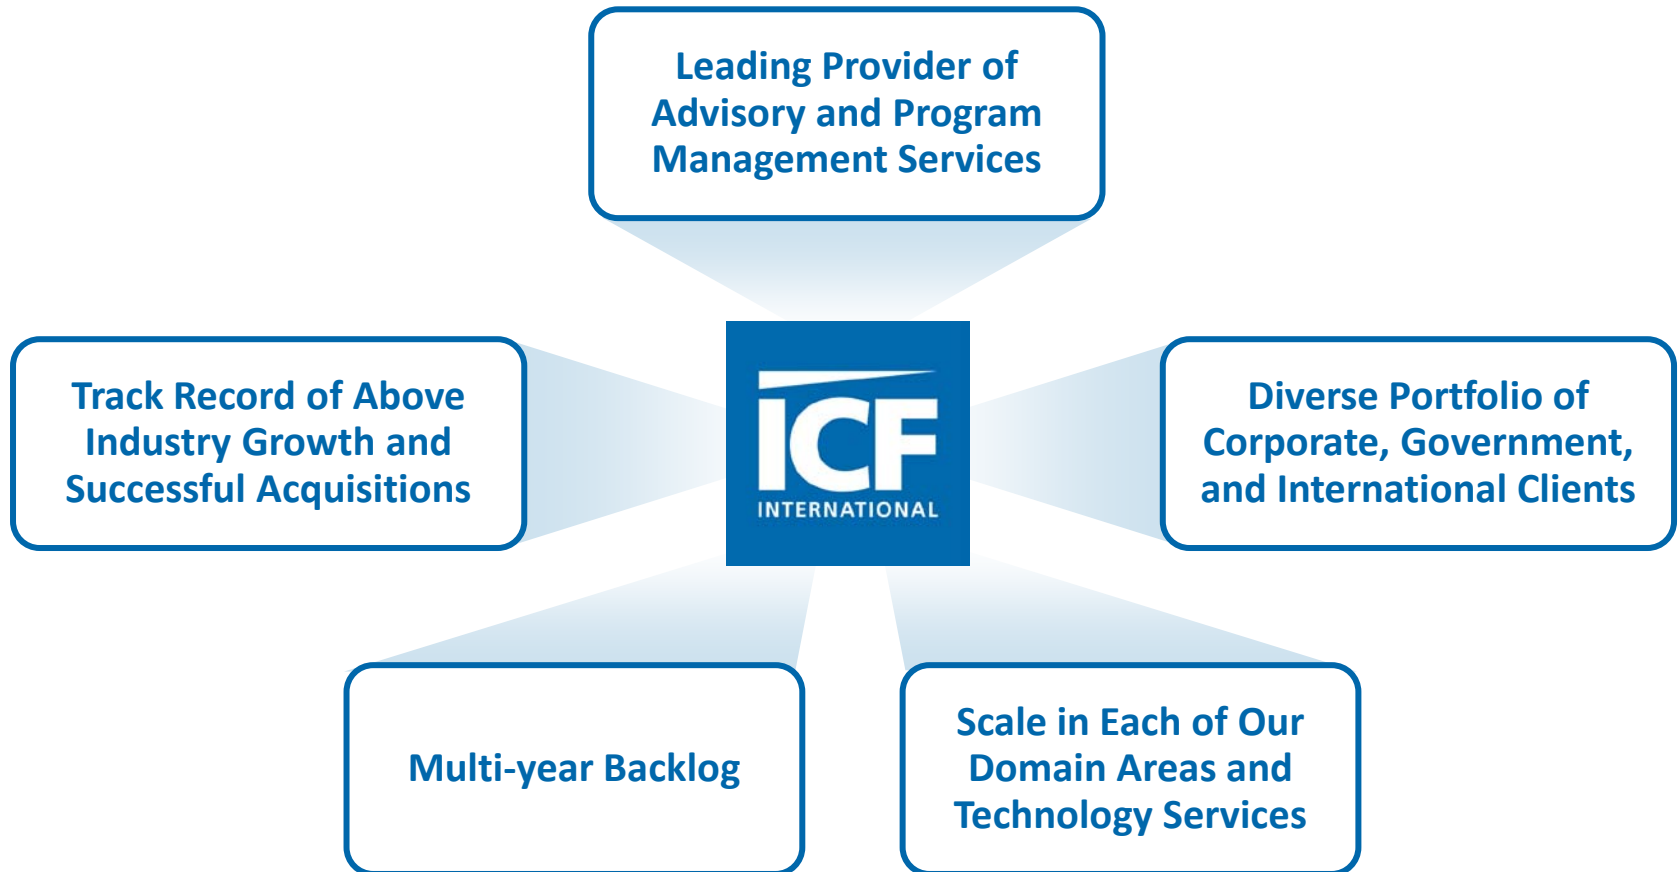 Leading Provider of
Advisory and Program
Management Services
Track Record of Above
Industry Growth and
Successful Acquisitions
ICF
INTERNATIONAL
Diverse Portfolio of
Corporate, Government,
and International Clients
Multi-year Backlog
Scale in Each of Our
Domain Areas and
Technology Services